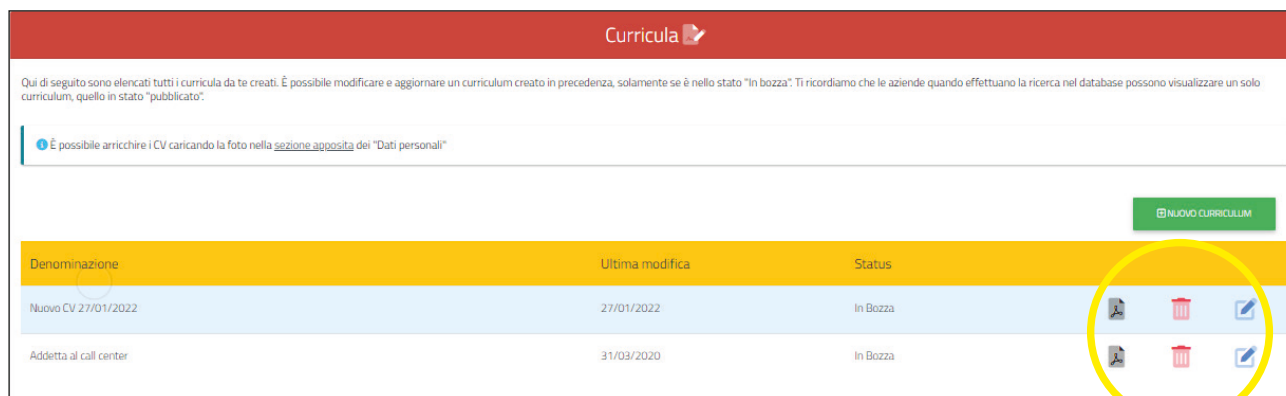 Curricula
Qui di seguito sono elencati tutti i curricula da te creati. È possibile modificare e aggiornare un curriculum creato in precedenza, solamente se è nello stato "In bozza". Ti ricordiamo che le aziende quando effettuano la ricerca nel database possono visualizzare un solo
curriculum, quello in stato "pubblicato".
È possibile arricchire i CV caricando la foto nella sezione apposita dei "Dati personali"
NUOVO CURRICULUM
Denominazione Ultima modifica Status
Nuovo CV 27/01/2022 27/01/2022 In Bozza
Addetta al call center 31/03/2020 In Bozza